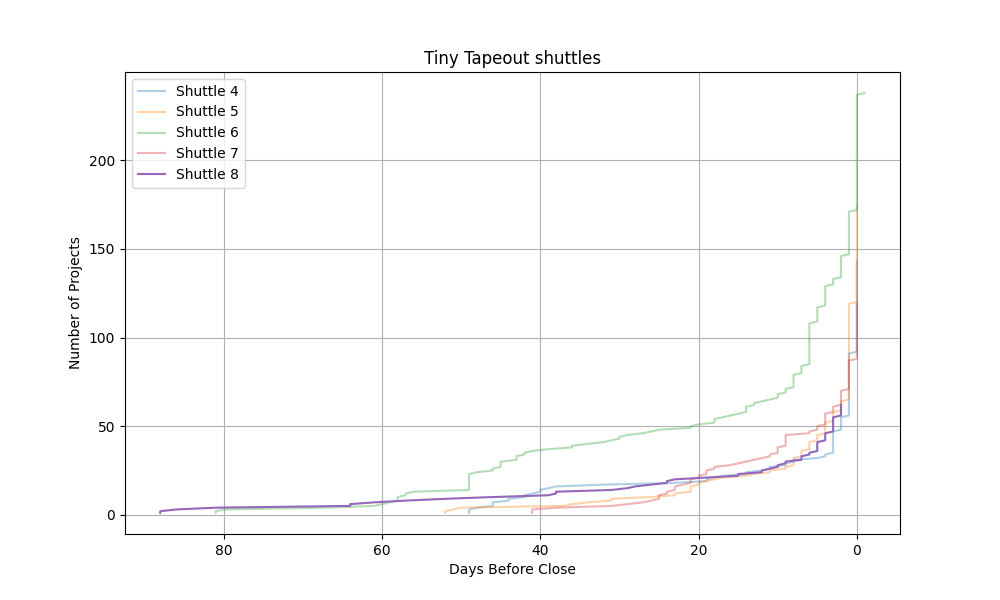 Tiny Tapeout shuttles
Shuttle 4
Shuttle 5
Shuttle 6
Shuttle 7
Shuttle 8
Number of Projects
200
150
100
50
0
80 60 40 20 0
Days Before Close